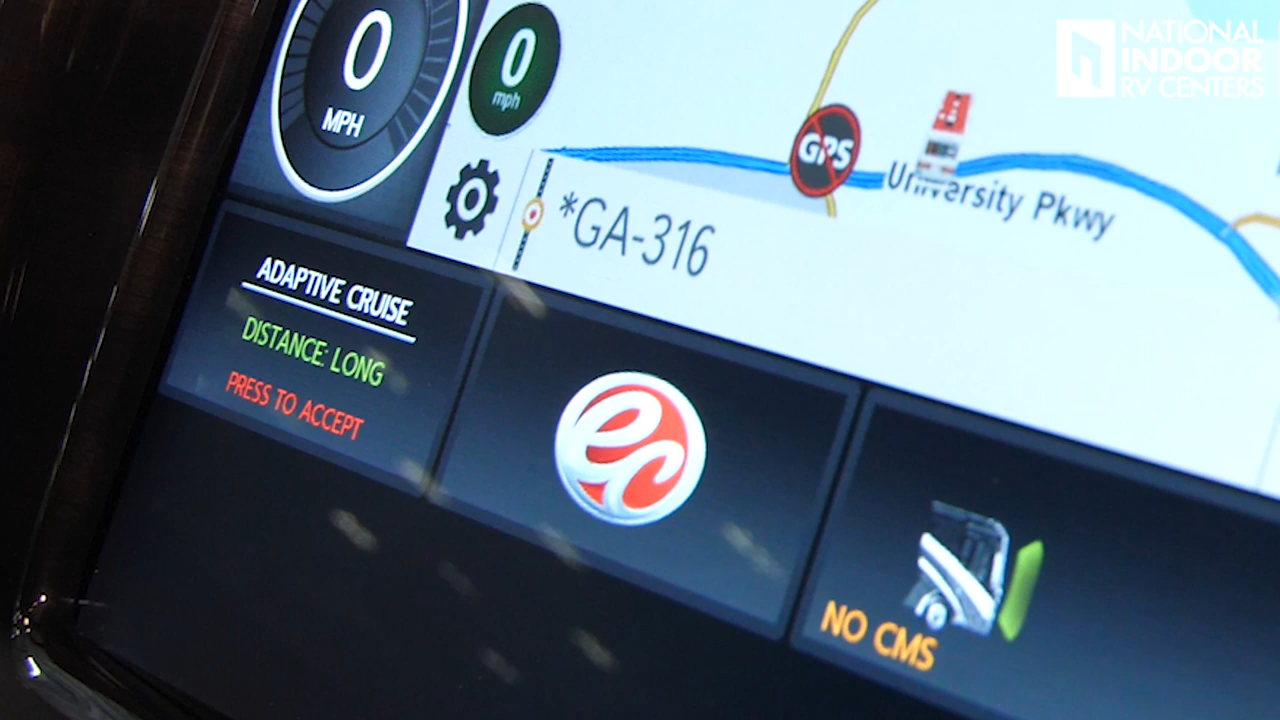 NATIONAL
INDOOR
RV CENTERS
0
MPH
0
mph
GPS
University Pkwy
*GA-316
ADAPTIVE CRUISE
DISTANCE: LONG
PRESS TO ACCEPT
ec
NO CMS